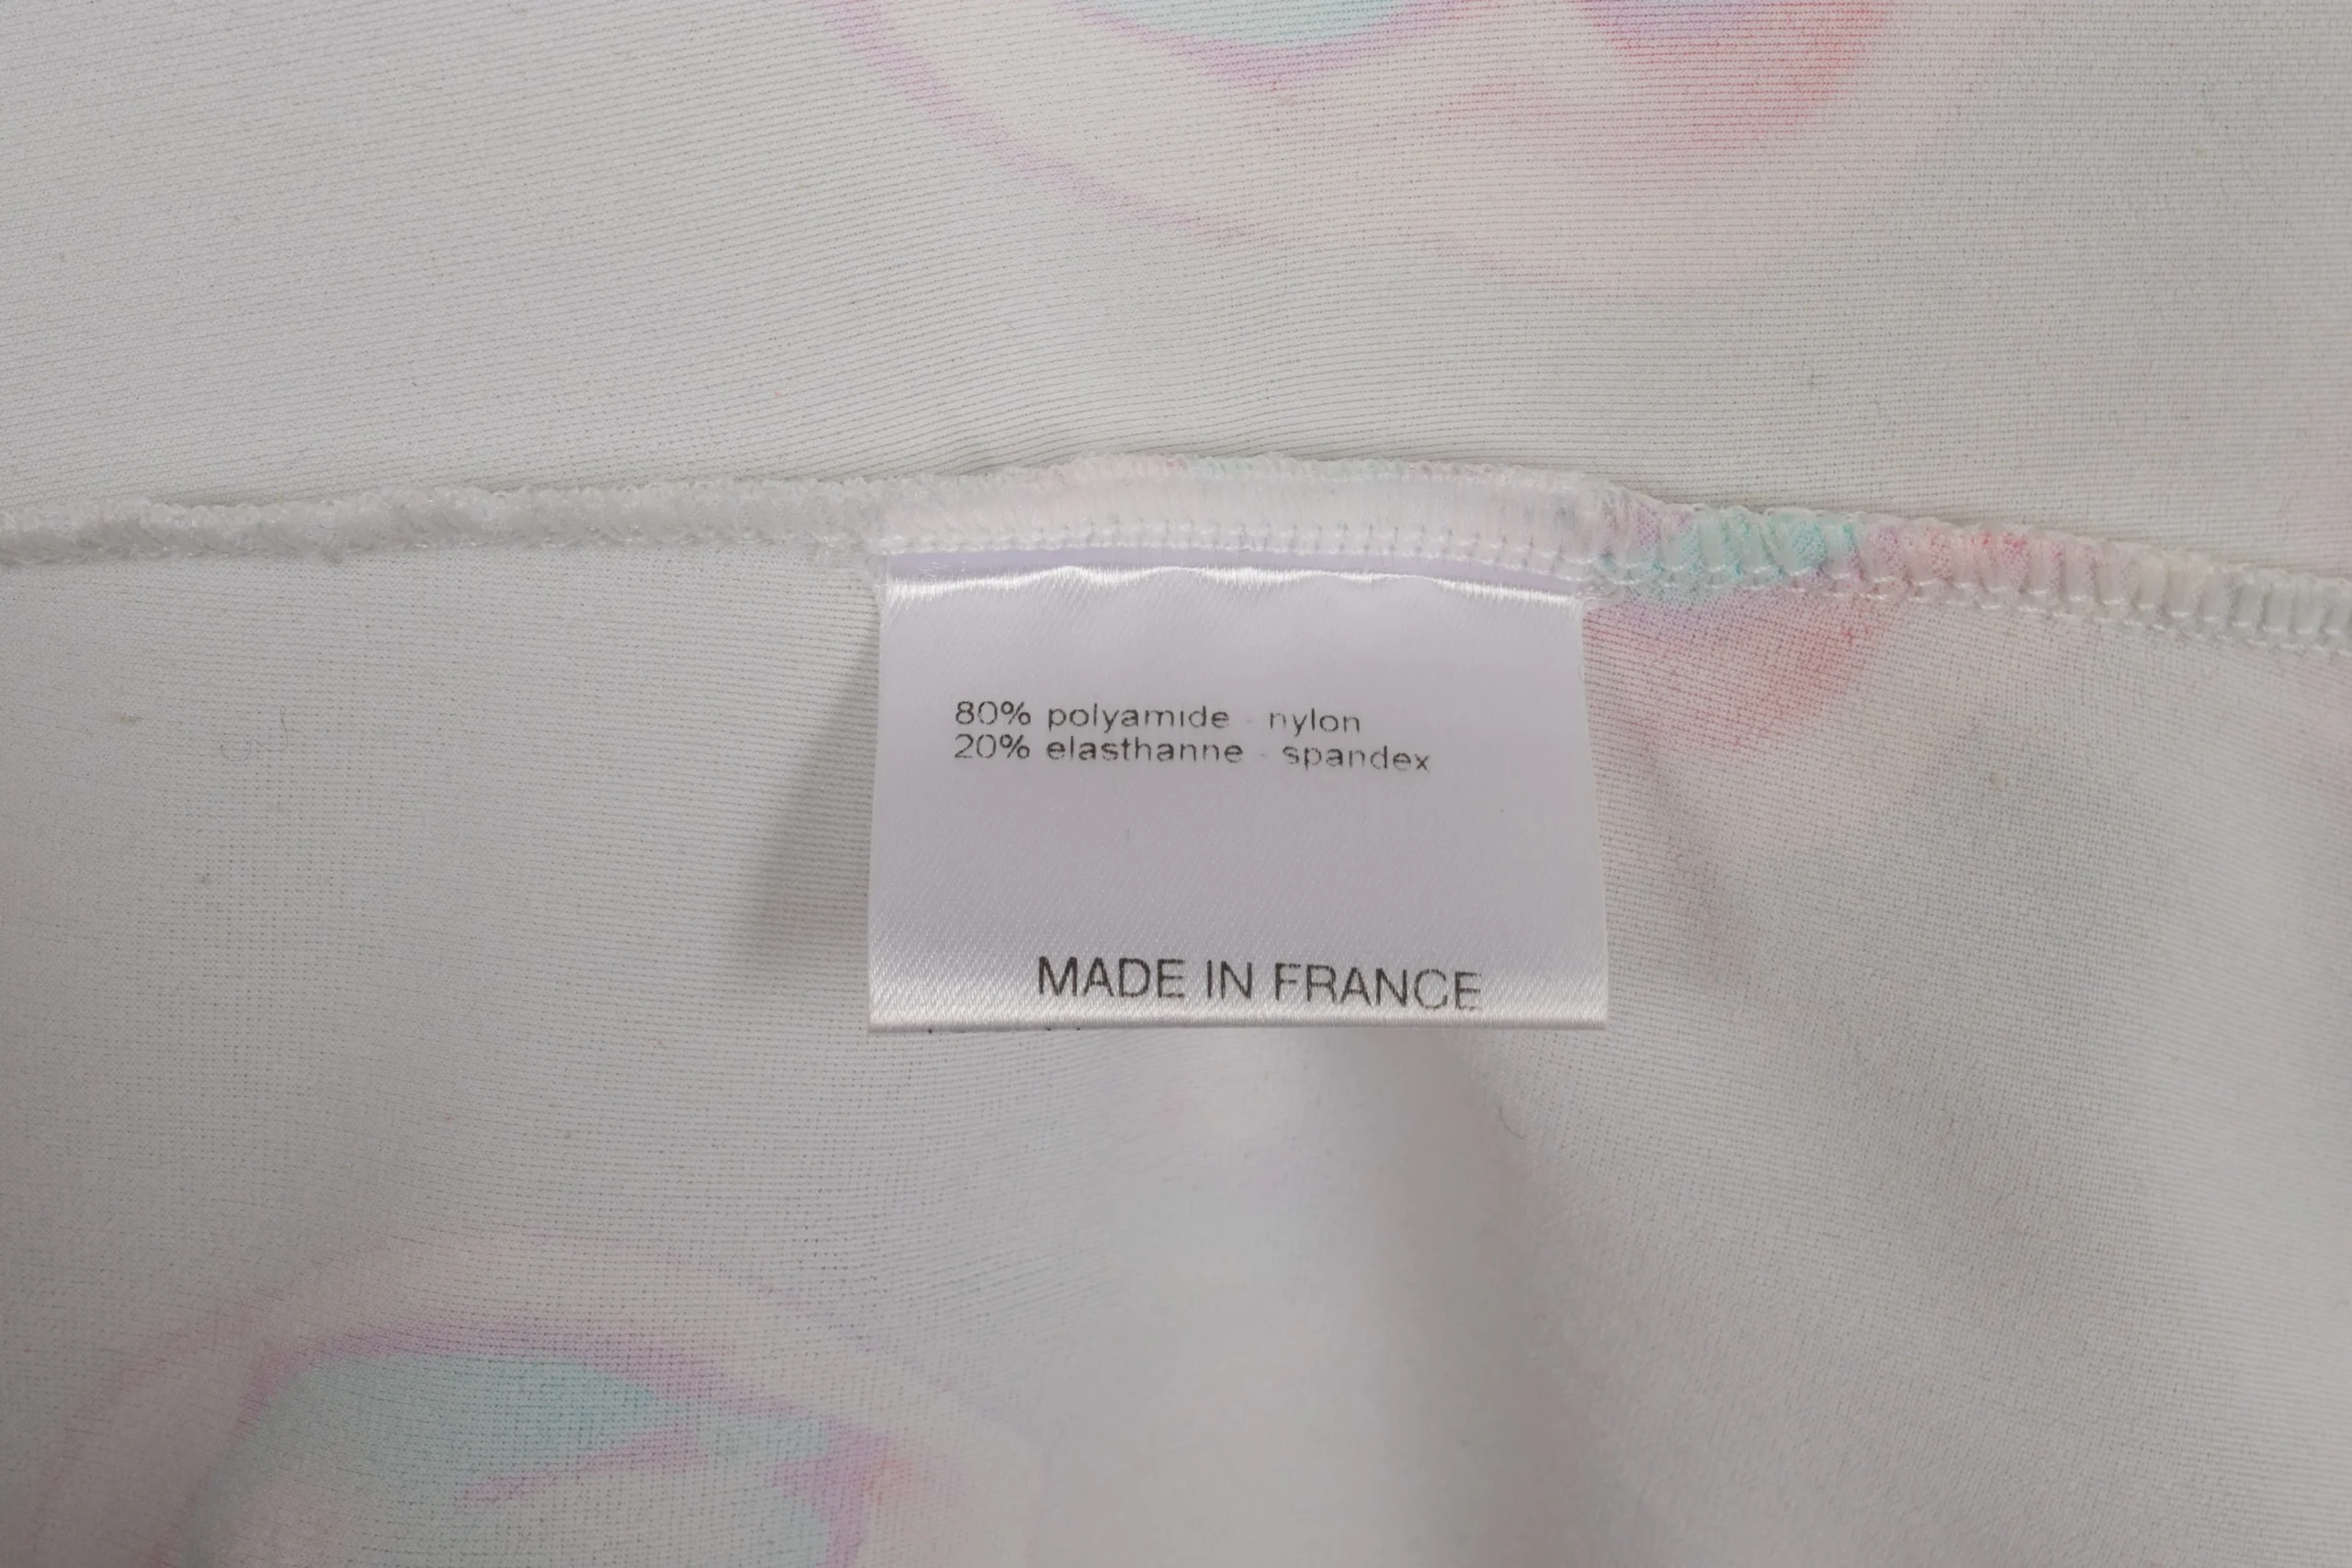 80% polyamide - nylon
20% elasthanne - spandex
MADE IN FRANCE